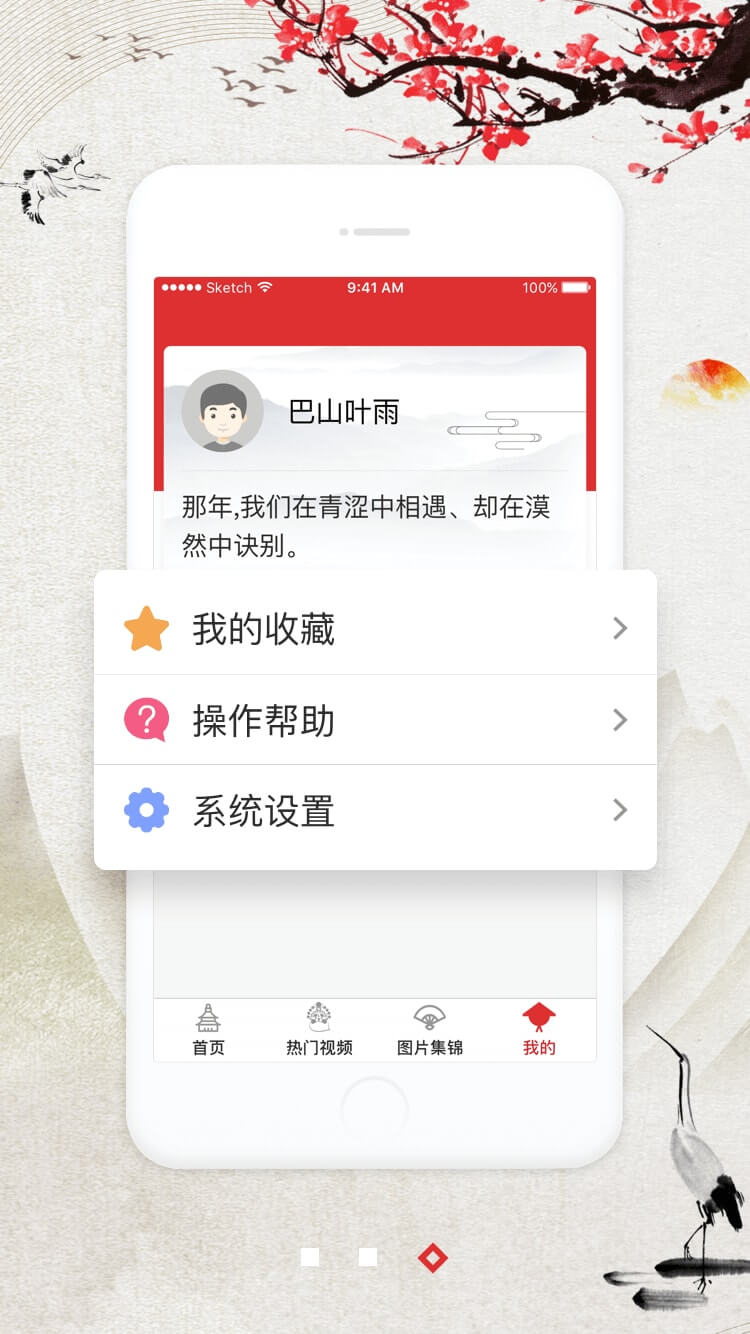 Sketch 9:41 AM 100%
巴山叶雨
那年,我们在青涩中相遇、却在漠
然中诀别。
我的收藏
操作帮助
系统设置
首页 热门视频 图片集锦 我的